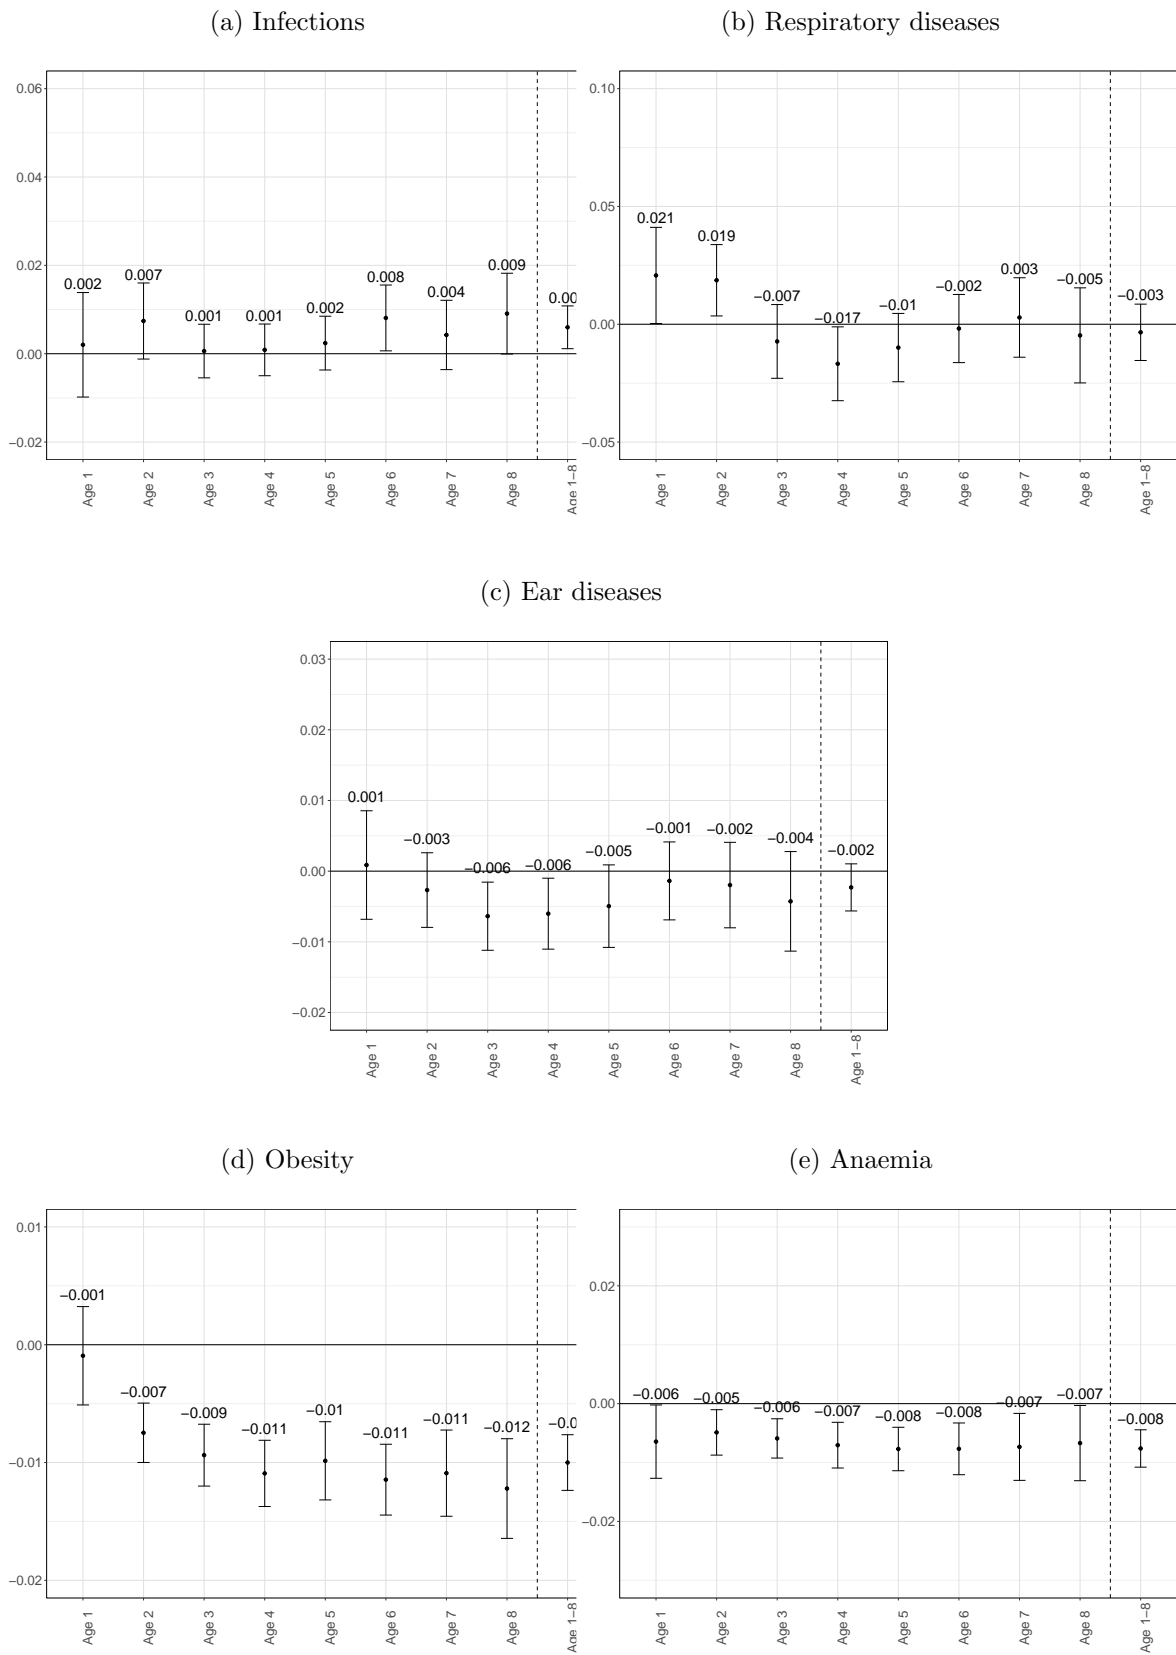 (a) Infections
(b) Respiratory diseases
0.06
0.04
0.02
0.00
−0.02
0.002
0.007
0.001
0.001
0.002
0.008
0.004
0.009
0.00
Age 1
Age 2
Age 3
Age 4
Age 5
Age 6
Age 7
Age 8
Age 1−8
0.10
0.05
0.00
−0.05
0.021
0.019
−0.007
−0.017
−0.01
−0.002
0.003
−0.005
−0.003
Age 1
Age 2
Age 3
Age 4
Age 5
Age 6
Age 7
Age 8
Age 1−8
(c) Ear diseases
0.03
0.02
0.01
0.00
−0.01
−0.02
0.001
−0.003
−0.006
−0.006
−0.005
−0.001
−0.002
−0.004
−0.002
Age 1
Age 2
Age 3
Age 4
Age 5
Age 6
Age 7
Age 8
Age 1−8
(d) Obesity
(e) Anaemia
0.01
0.00
−0.01
−0.02
−0.001
−0.007
−0.009
−0.011
−0.01
−0.011
−0.011
−0.012
−0.0
Age 1
Age 2
Age 3
Age 4
Age 5
Age 6
Age 7
Age 8
Age 1−8
0.02
0.00
−0.02
−0.006
−0.005
−0.006
−0.007
−0.008
−0.008
−0.007
−0.007
−0.008
Age 1
Age 2
Age 3
Age 4
Age 5
Age 6
Age 7
Age 8
Age 1−8